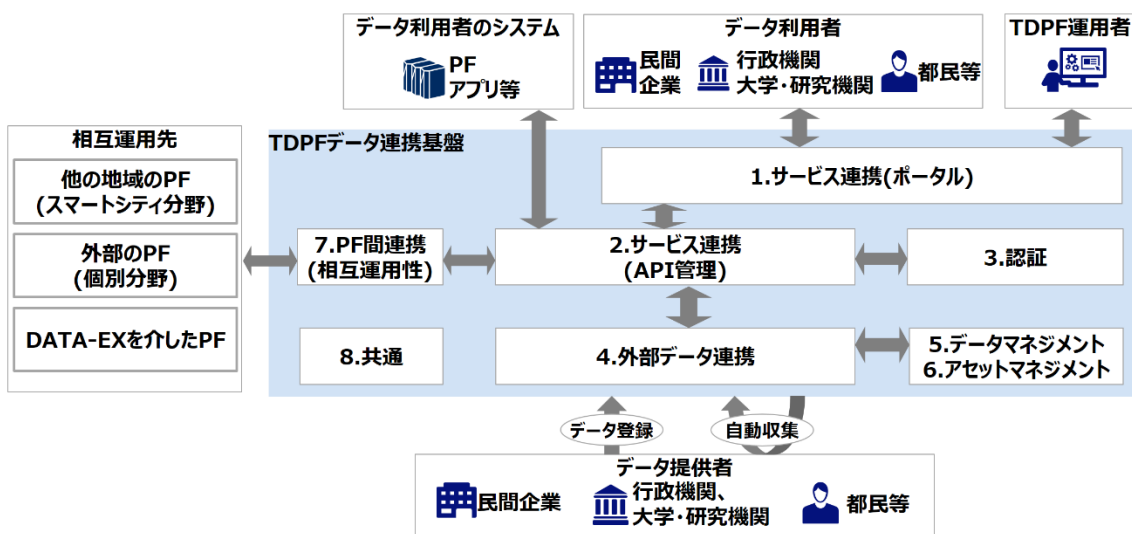 データ利用者のシステム
PF
アプリ等
データ利用者
民間
企業
行政機関
大学・研究機関
都民等
TDPF運用者
相互運用先
他の地域のPF
(スマートシティ分野)
外部のPF
(個別分野)
DATA-EXを介したPF
TDPFデータ連携基盤
1.サービス連携(ポータル)
7.PF間連携
(相互運用性)
2.サービス連携
(API管理)
3.認証
8.共通
4.外部データ連携
5.データマネジメント
6.アセットマネジメント
データ登録
自動収集
データ提供者
民間企業
行政機関、
大学・研究機関
都民等